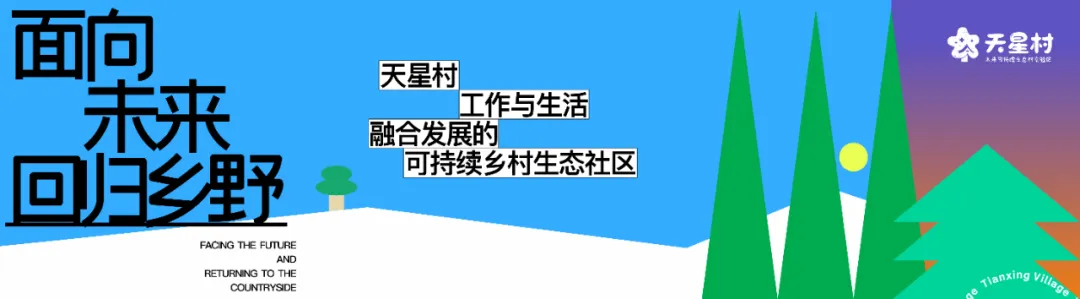 面向
未来
回归乡野
FACING THE FUTURE
AND
RETURNING TO THE
COUNTRYSIDE
天星村
工作与生活
融合发展的
可持续乡村生态社区
天星村
ge Tianxing Village